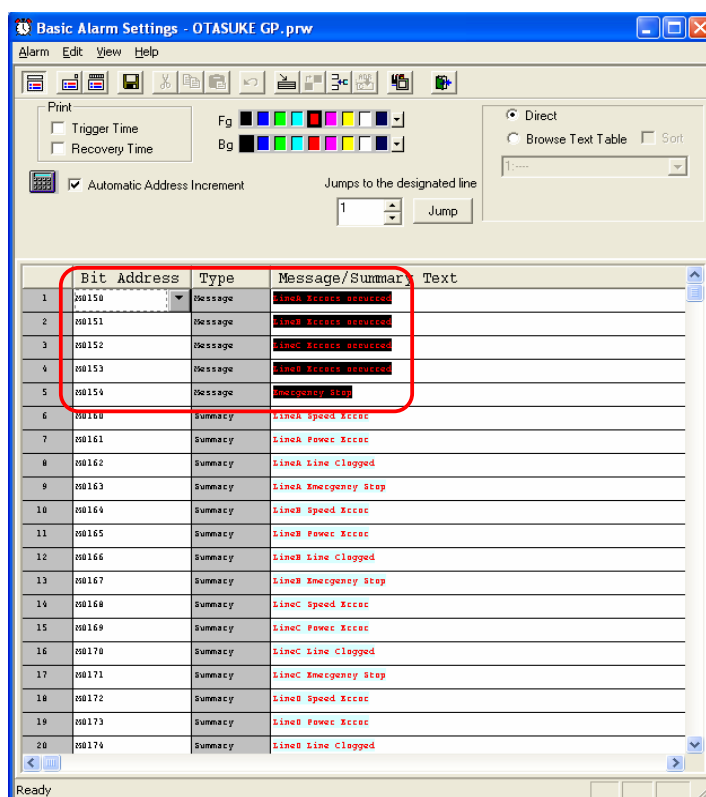 Basic Alarm Settings - OTASUKE GP.prw
Alarm Edit View Help
Print
Trigger Time
Recovery Time
Fg
Bg
Direct
Browse Text Table Sort
1:----
Automatic Address Increment
Jumps to the designated line
1 Jump
Bit Address Type Message/Summary Text
1 M0150 Message LineA Errors occurred
2 M0151 Message LineB Errors occurred
3 M0152 Message LineC Errors occurred
4 M0153 Message LineD Errors occurred
5 M0154 Message Emergency Stop
6 M0160 Summary LineA Speed Error
7 M0161 Summary LineA Power Error
8 M0162 Summary LineA Line Clogged
9 M0163 Summary LineA Emergency Stop
10 M0164 Summary LineB Speed Error
11 M0165 Summary LineB Power Error
12 M0166 Summary LineB Line Clogged
13 M0167 Summary LineB Emergency Stop
14 M0168 Summary LineC Speed Error
15 M0169 Summary LineC Power Error
16 M0170 Summary LineC Line Clogged
17 M0171 Summary LineC Emergency Stop
18 M0172 Summary LineD Speed Error
19 M0173 Summary LineD Power Error
20 M0174 Summary LineD Line Clogged
Ready